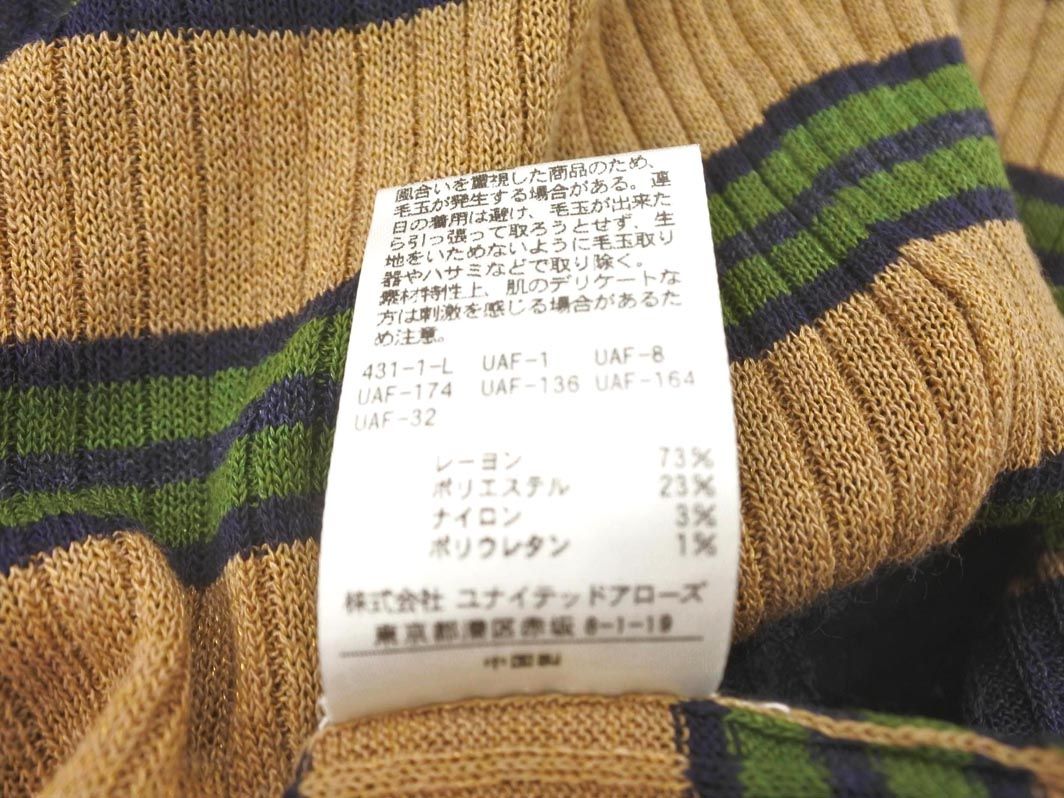 風合いを重視した商品のため、
毛玉が発生する場合がある。連
日の着用は避け、毛玉が出来た
ら引っ張って取ろうとせず、生
地をいためないように毛玉取り
器やハサミなどで取り除く。
素材特性上、肌のデリケートな
方は刺激を感じる場合があるた
め注意。
431-1-L UAF-1 UAF-8
UAF-174 UAF-136 UAF-164
UAF-32
レーヨン 73%
ポリエステル 23%
ナイロン 3%
ポリウレタン 1%
株式会社 ユナイテッドアローズ
東京都港区赤坂 8-1-19
中国製